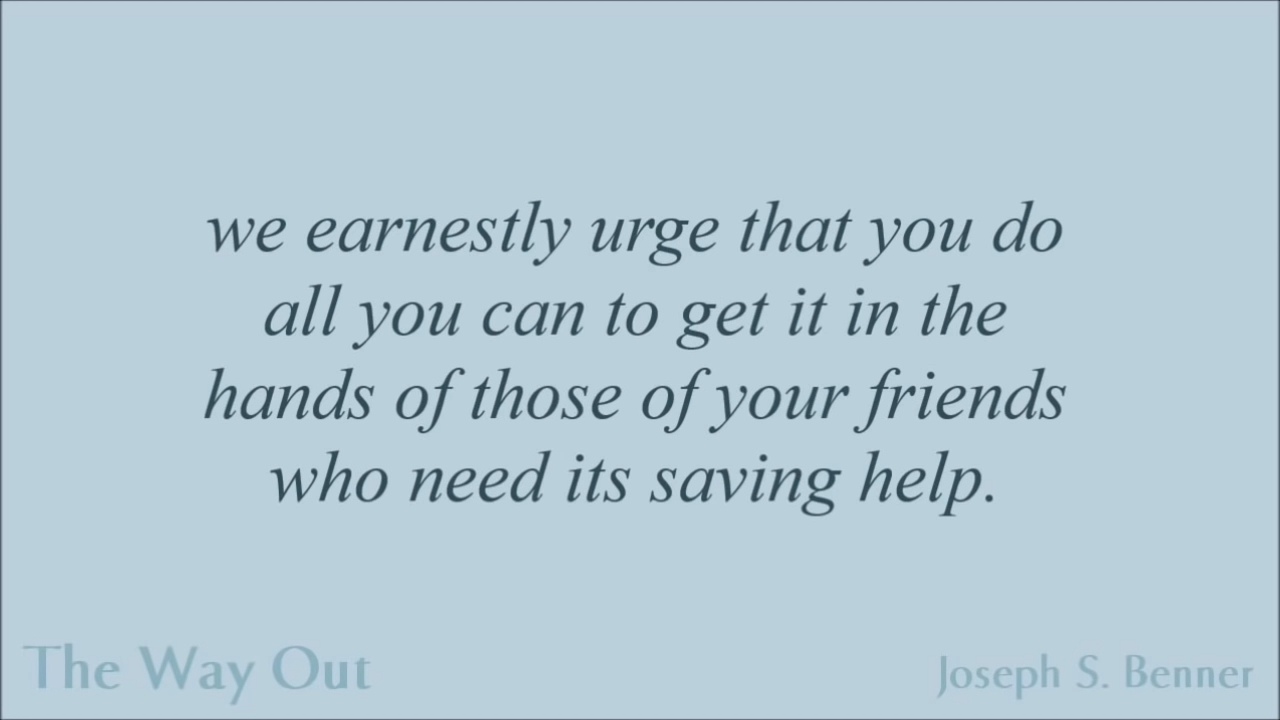 we earnestly urge that you do
all you can to get it in the
hands of those of your friends
who need its saving help.
The Way Out
Joseph S. Benner